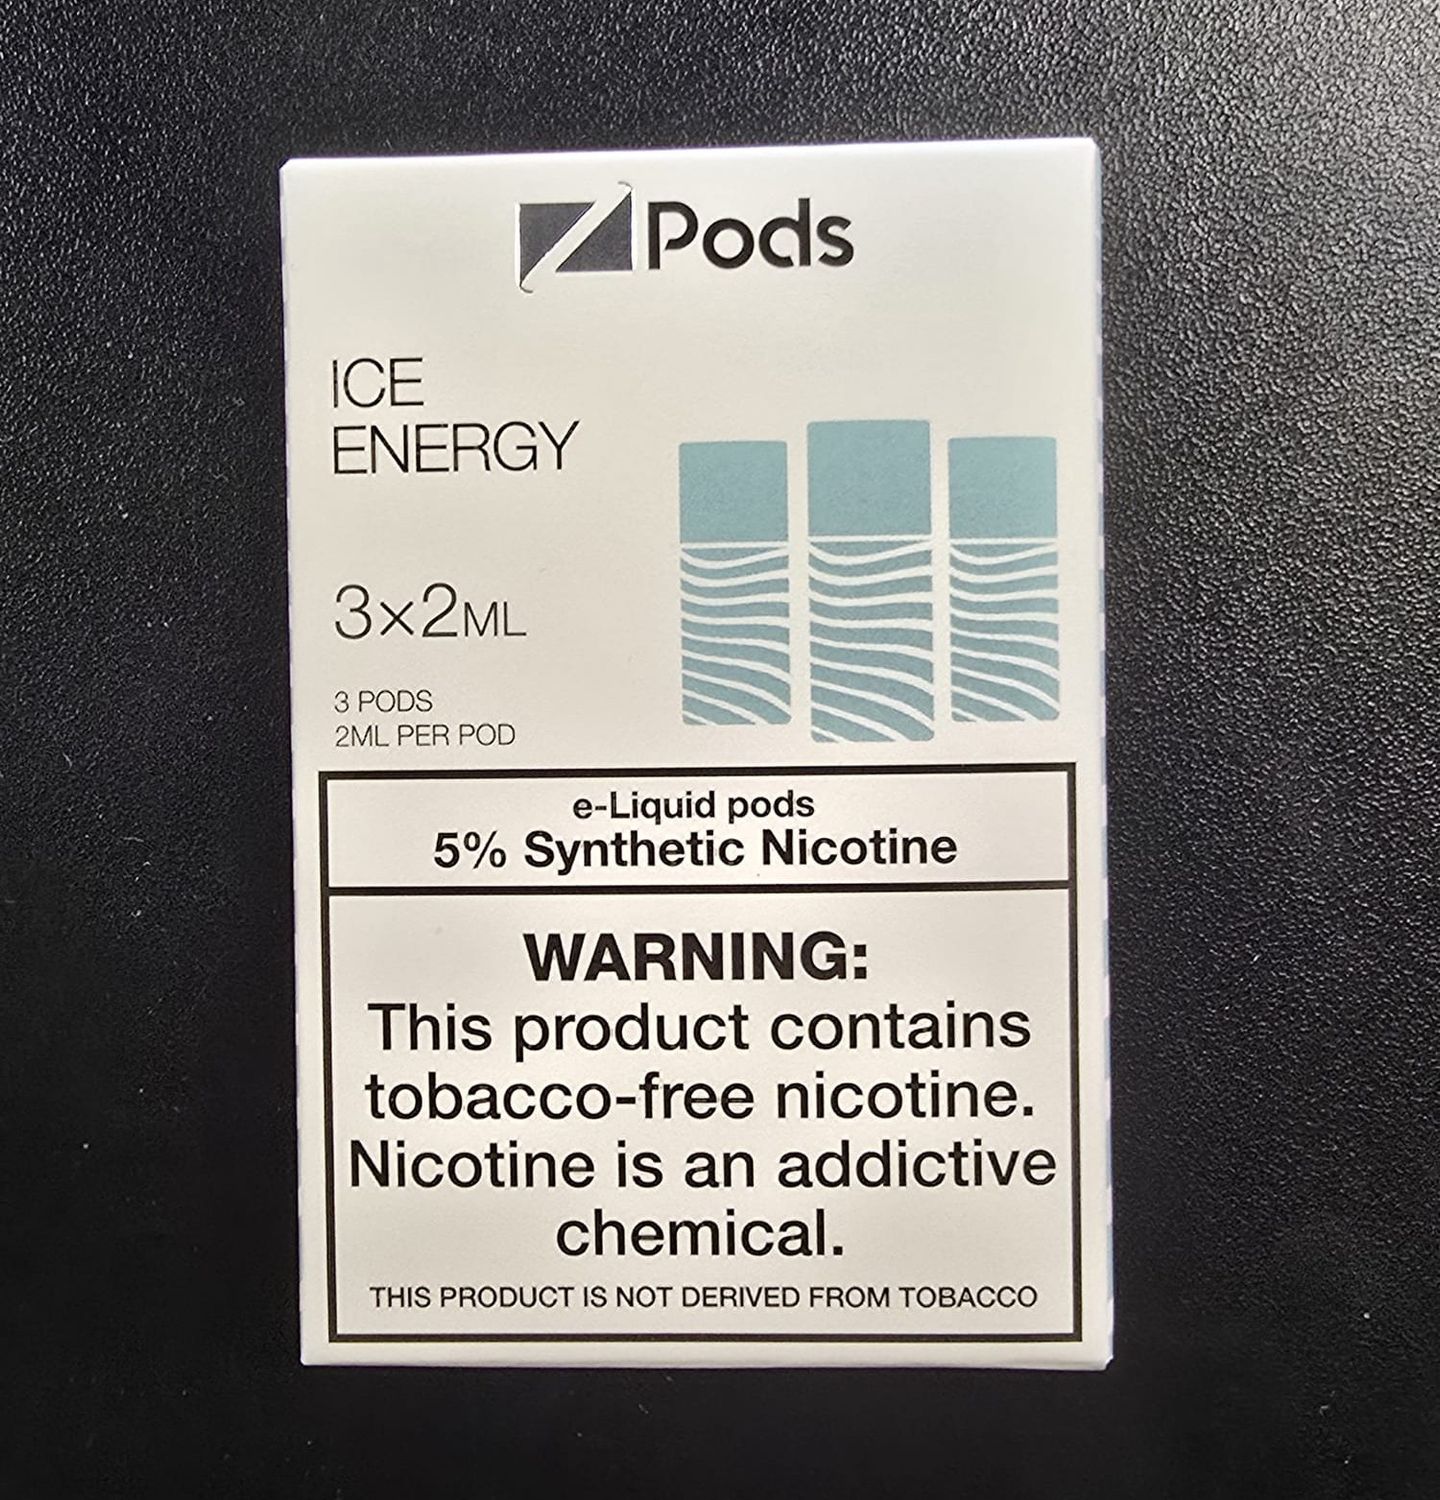 Z Pods
ICE
ENERGY
3×2ML
3 PODS
2ML PER POD
e-Liquid pods
5% Synthetic Nicotine
WARNING:
This product contains
tobacco-free nicotine.
Nicotine is an addictive
chemical.
THIS PRODUCT IS NOT DERIVED FROM TOBACCO